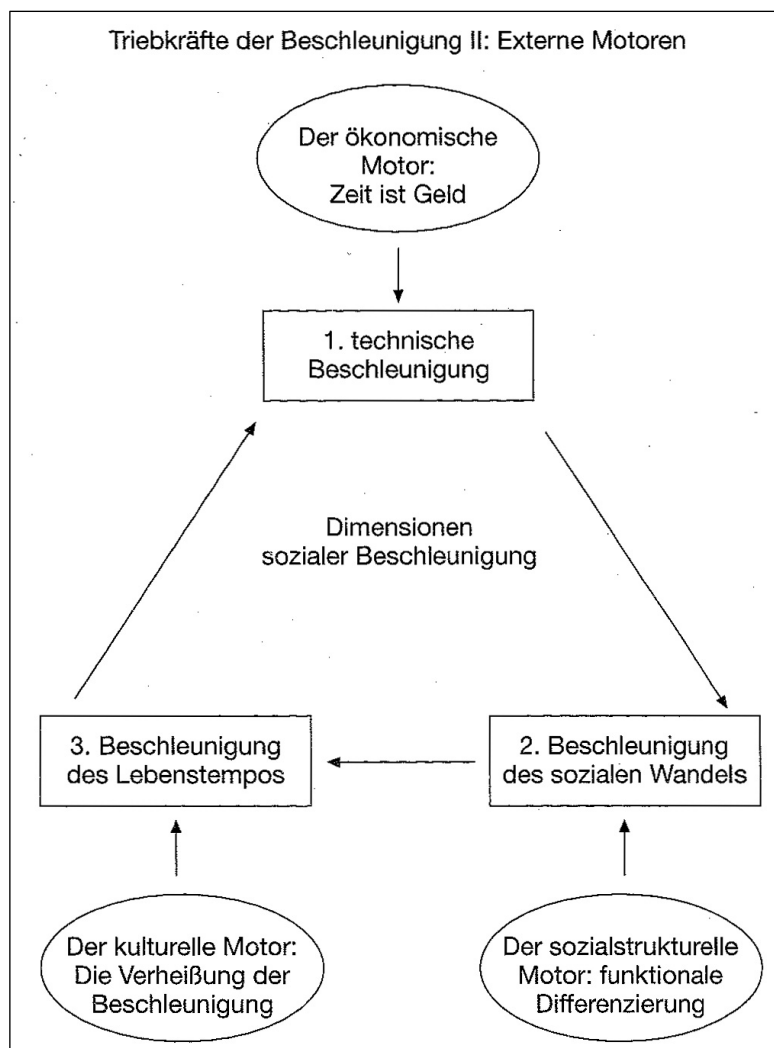 Triebkräfte der Beschleunigung II: Externe Motoren
Der ökonomische
Motor:
Zeit ist Geld
1. technische
Beschleunigung
Dimensionen
sozialer Beschleunigung
3. Beschleunigung
des Lebenstempos
2. Beschleunigung
des sozialen Wandels
Der kulturelle Motor:
Die Verheißung der
Beschleunigung
Der sozialstrukturelle
Motor: funktionale
Differenzierung